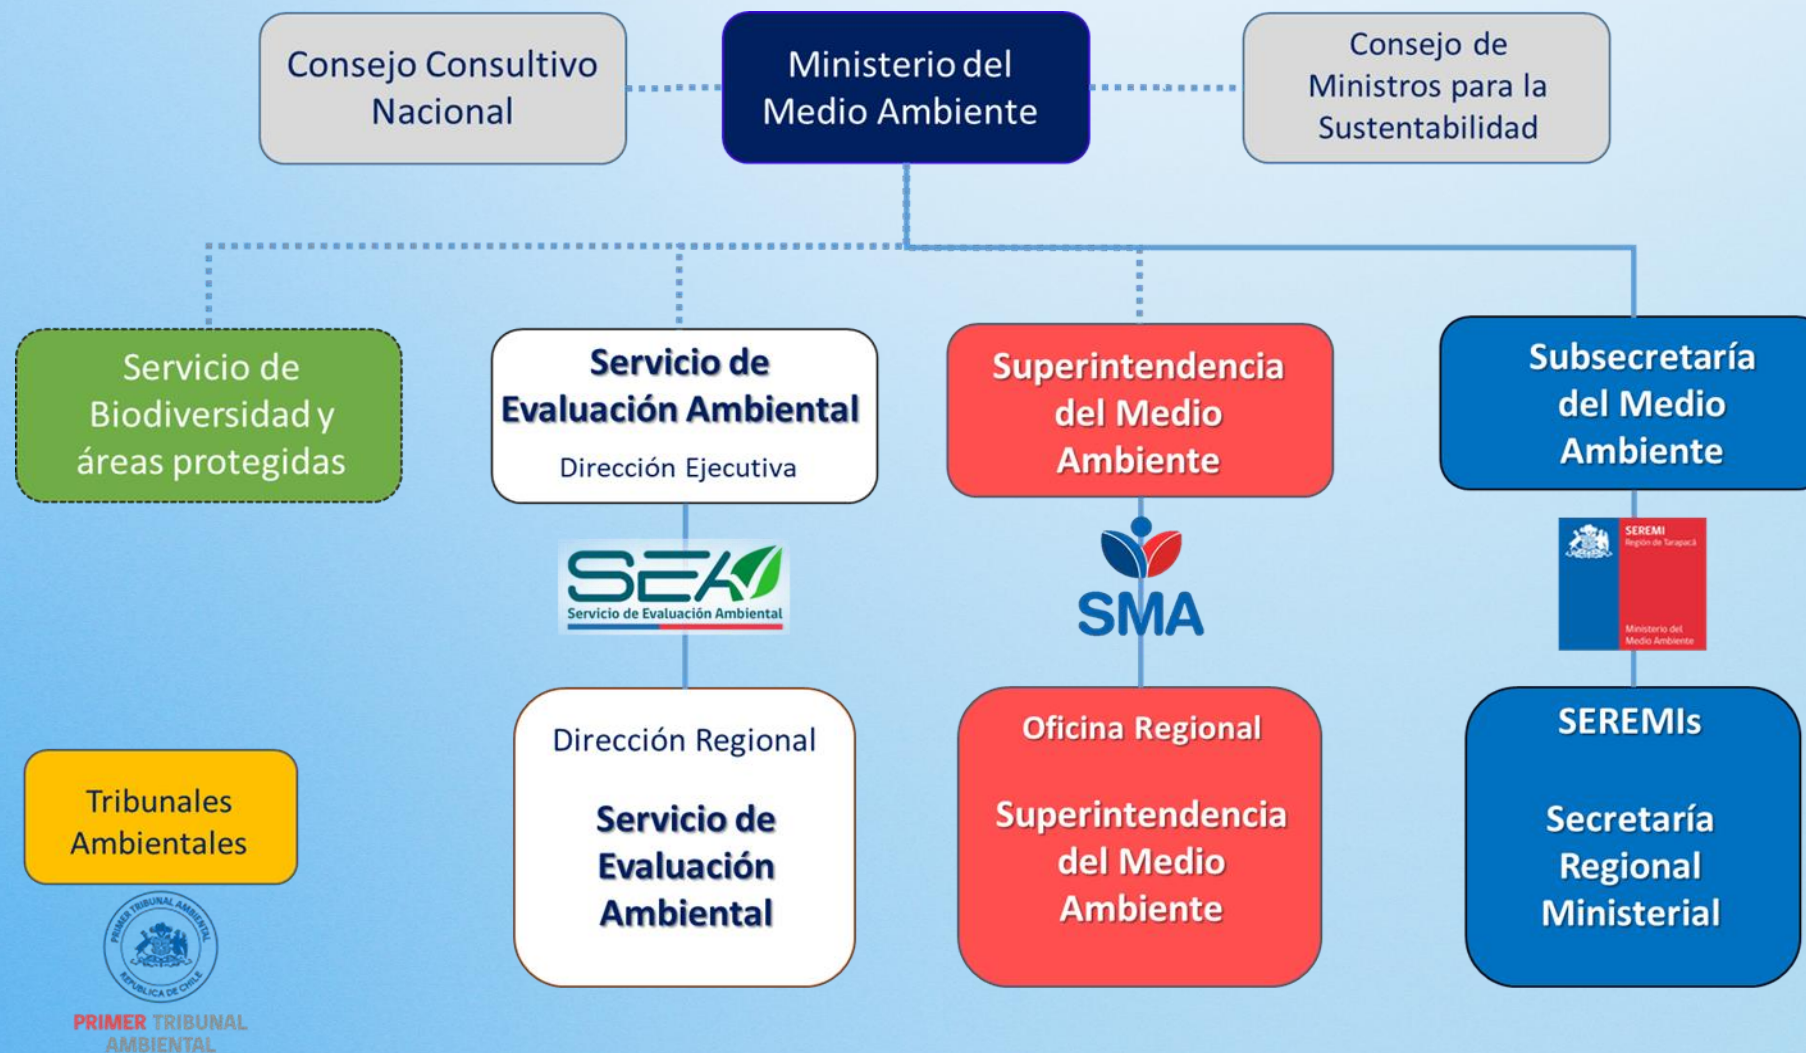 Consejo Consultivo
Nacional
Ministerio del
Medio Ambiente
Consejo de
Ministros para la
Sustentabilidad
Servicio de
Biodiversidad y
áreas protegidas
Servicio de
Evaluación Ambiental
Dirección Ejecutiva
Superintendencia
del Medio
Ambiente
Subsecretaría
del Medio
Ambiente
SEA
Servicio de Evaluación Ambiental
SMA
SEREMI
Región de Tarapacá
Ministerio del
Medio Ambiente
Dirección Regional
Servicio de
Evaluación
Ambiental
Oficina Regional
Superintendencia
del Medio
Ambiente
SEREMIs
Secretaría
Regional
Ministerial
Tribunales
Ambientales
PRIMER TRIBUNAL AMBIENTAL
REPUBLICA DE CHILE
PRIMER TRIBUNAL
AMBIENTAL